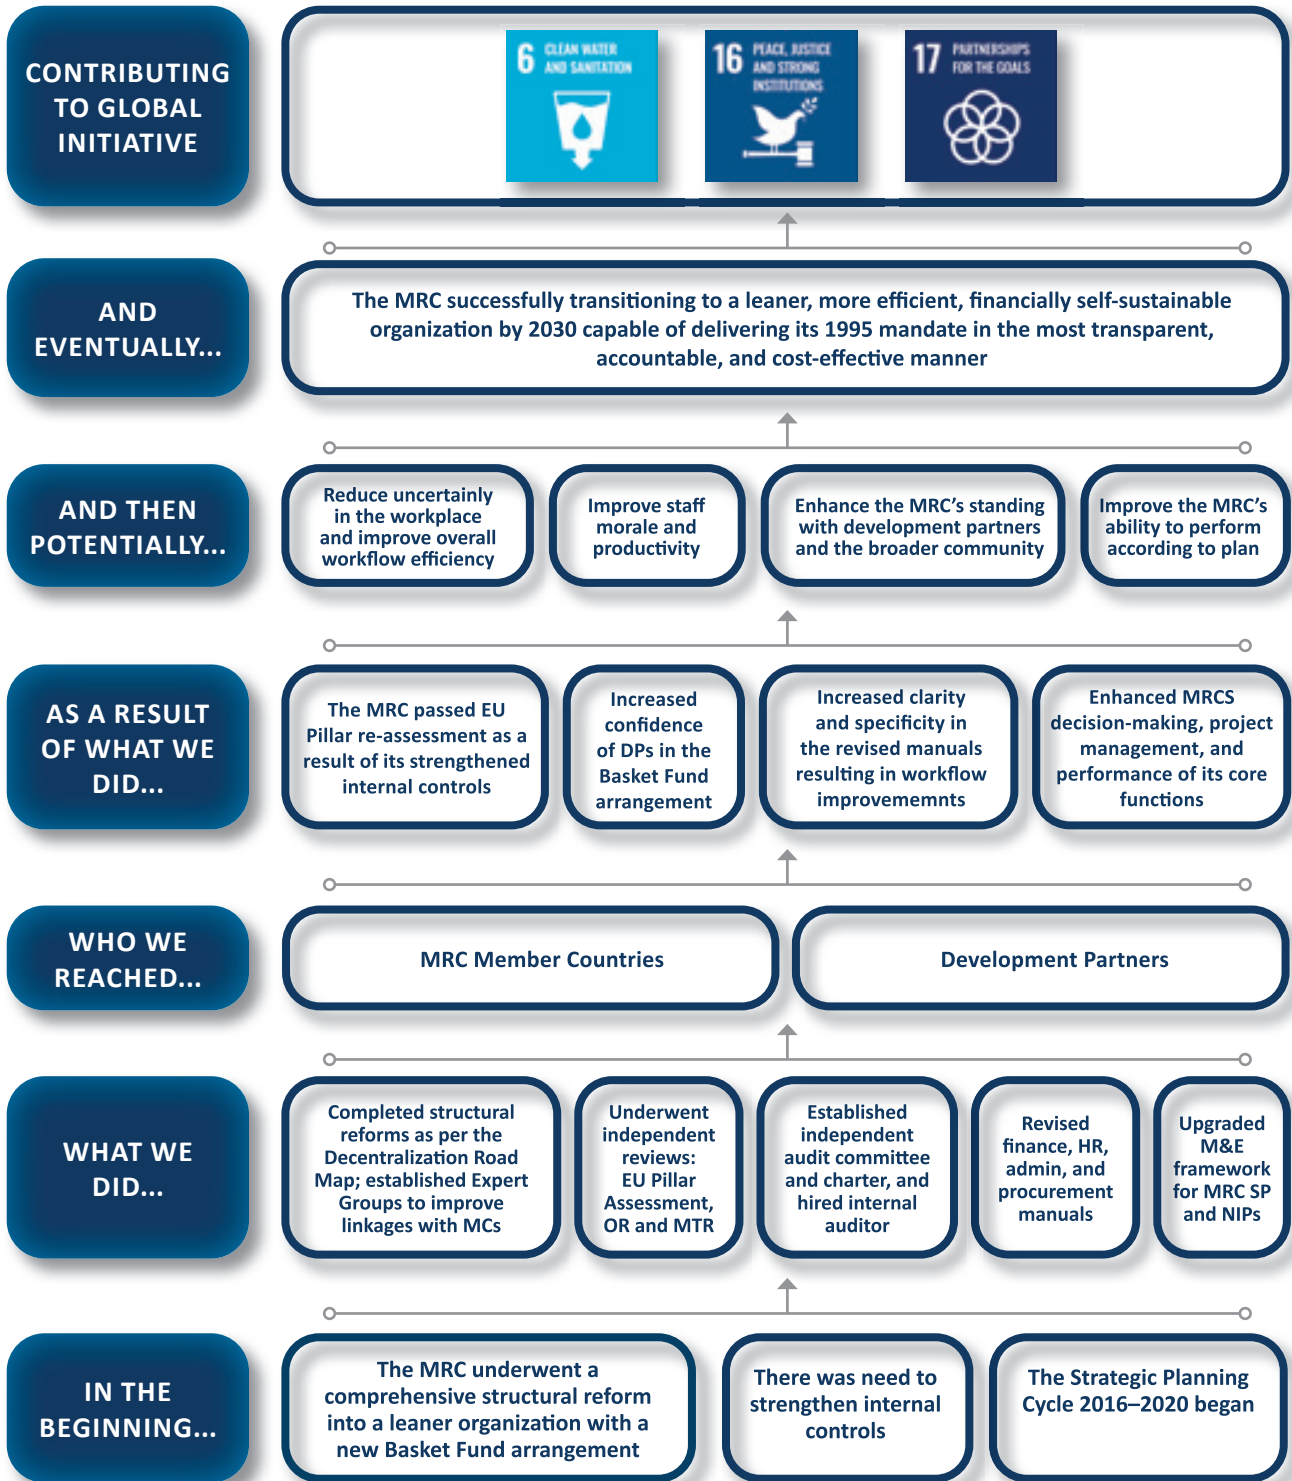 CONTRIBUTING
TO GLOBAL
INITIATIVE
6 CLEAN WATER
AND SANITATION
16 PEACE, JUSTICE
AND STRONG
INSTITUTIONS
17 PARTNERSHIPS
FOR THE GOALS
AND
EVENTUALLY...
The MRC successfully transitioning to a leaner, more efficient, financially self-sustainable
organization by 2030 capable of delivering its 1995 mandate in the most transparent,
accountable, and cost-effective manner
AND THEN
POTENTIALLY...
Reduce uncertainly
in the workplace
and improve overall
workflow efficiency
Improve staff
morale and
productivity
Enhance the MRC’s standing
with development partners
and the broader community
Improve the MRC’s
ability to perform
according to plan
AS A RESULT
OF WHAT WE
DID...
The MRC passed EU
Pillar re-assessment as a
result of its strengthened
internal controls
Increased
confidence
of DPs in the
Basket Fund
arrangement
Increased clarity
and specificity in
the revised manuals
resulting in workflow
improvememnts
Enhanced MRCS
decision-making, project
management, and
performance of its core
functions
WHO WE
REACHED...
MRC Member Countries
Development Partners
WHAT WE
DID...
Completed structural
reforms as per the
Decentralization Road
Map; established Expert
Groups to improve
linkages with MCs
Underwent
independent
reviews:
EU Pillar
Assessment,
OR and MTR
Established
independent
audit committee
and charter, and
hired internal
auditor
Revised
finance, HR,
admin, and
procurement
manuals
Upgraded
M&E
framework
for MRC SP
and NIPs
IN THE
BEGINNING...
The MRC underwent a
comprehensive structural reform
into a leaner organization with a
new Basket Fund arrangement
There was need to
strengthen internal
controls
The Strategic Planning
Cycle 2016–2020 began